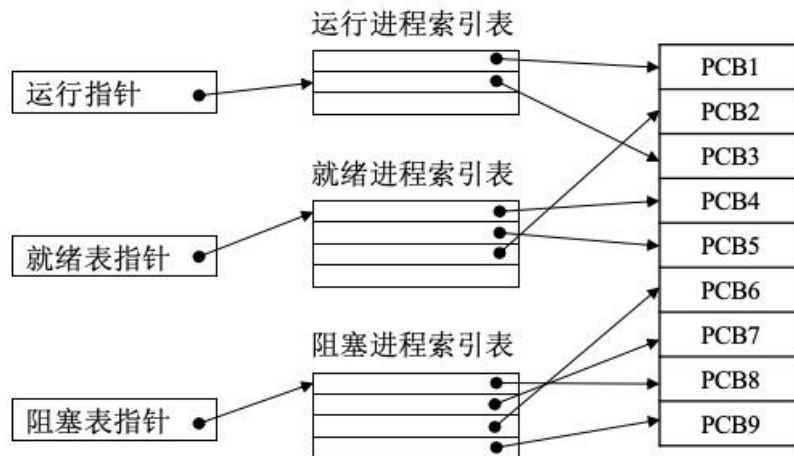 运行进程索引表
运行指针
就绪进程索引表
就绪表指针
阻塞进程索引表
阻塞表指针
PCB1
PCB2
PCB3
PCB4
PCB5
PCB6
PCB7
PCB8
PCB9